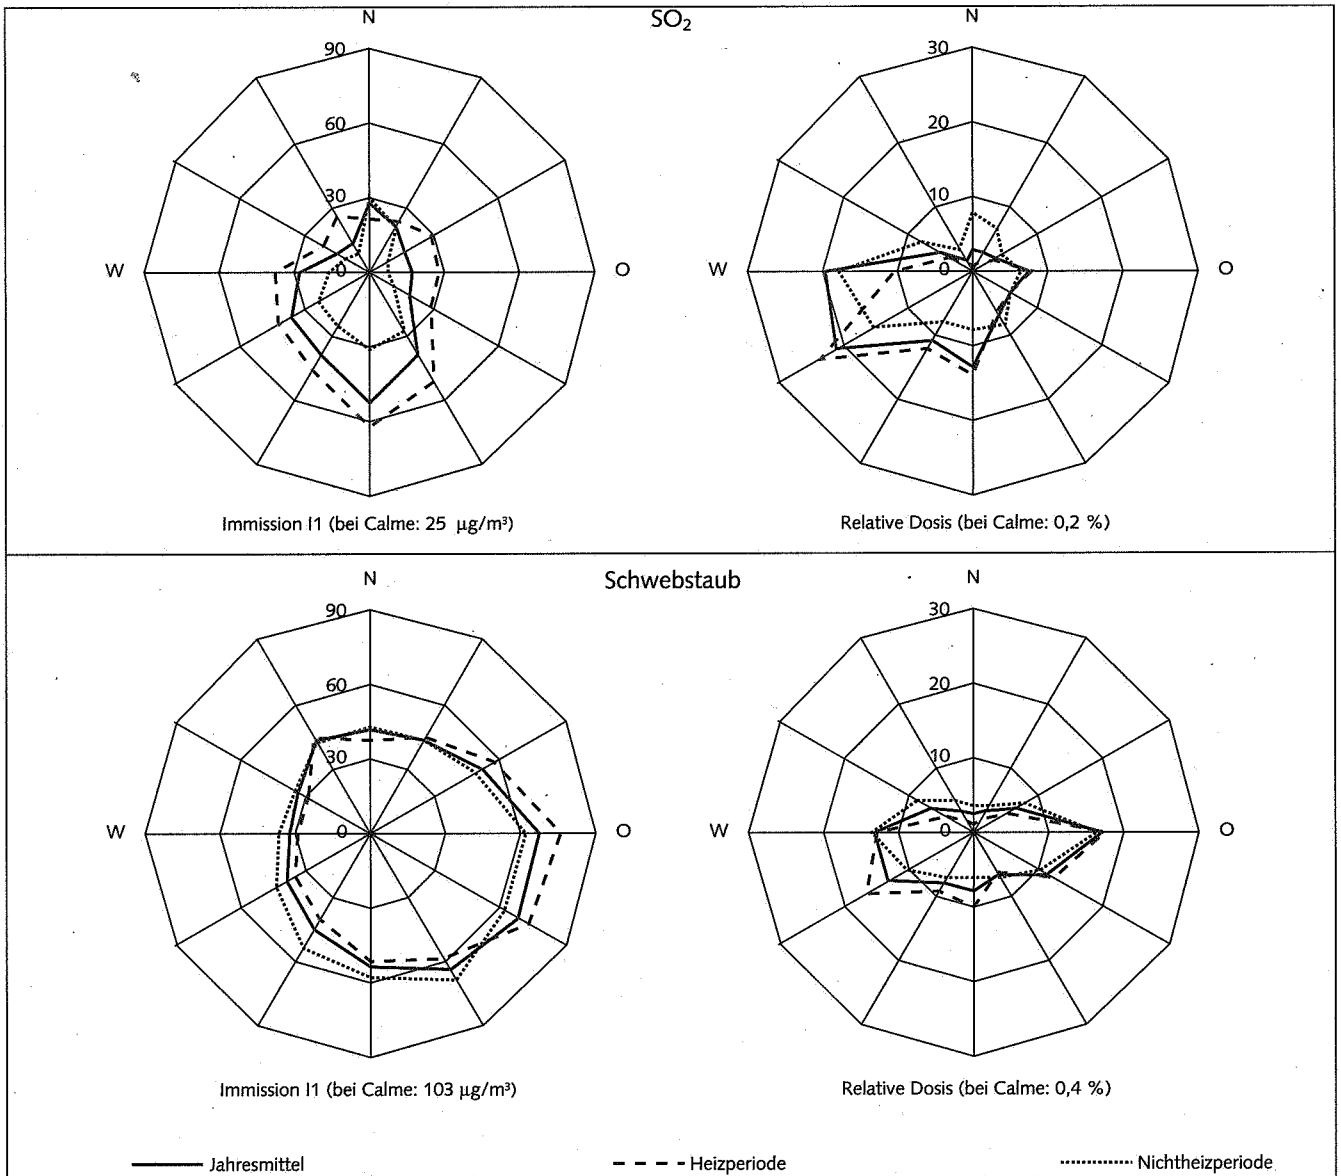 SO₂
N
90
60
30
0
W
O
Immission I1 (bei Calme: 25 µg/m³)
N
30
20
10
0
W
O
Relative Dosis (bei Calme: 0,2 %)
Schwebstaub
N
90
60
30
0
W
O
Immission I1 (bei Calme: 103 µg/m³)
N
30
20
10
0
W
O
Relative Dosis (bei Calme: 0,4 %)
Jahresmittel
Heizperiode
Nichtheizperiode